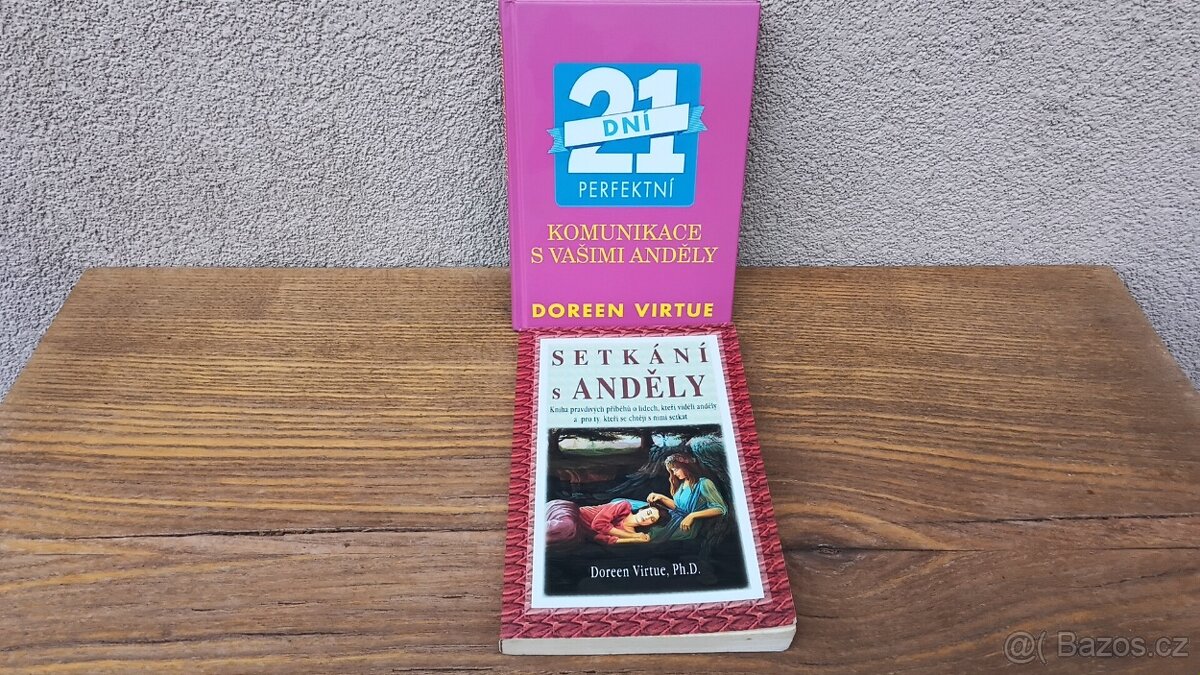 21
DNÍ
PERFEKTNÍ
KOMUNIKACE
S VAŠIMI ANDĚLY
DOREEN VIRTUE
SETKÁNÍ
s ANDĚLY
Kniha pravdivých příběhů o lidech, kteří viděli anděly
a pro ty kteří se chtějí s nimi setkat
Doreen Virtue, Ph.D.
@( Bazos.cz